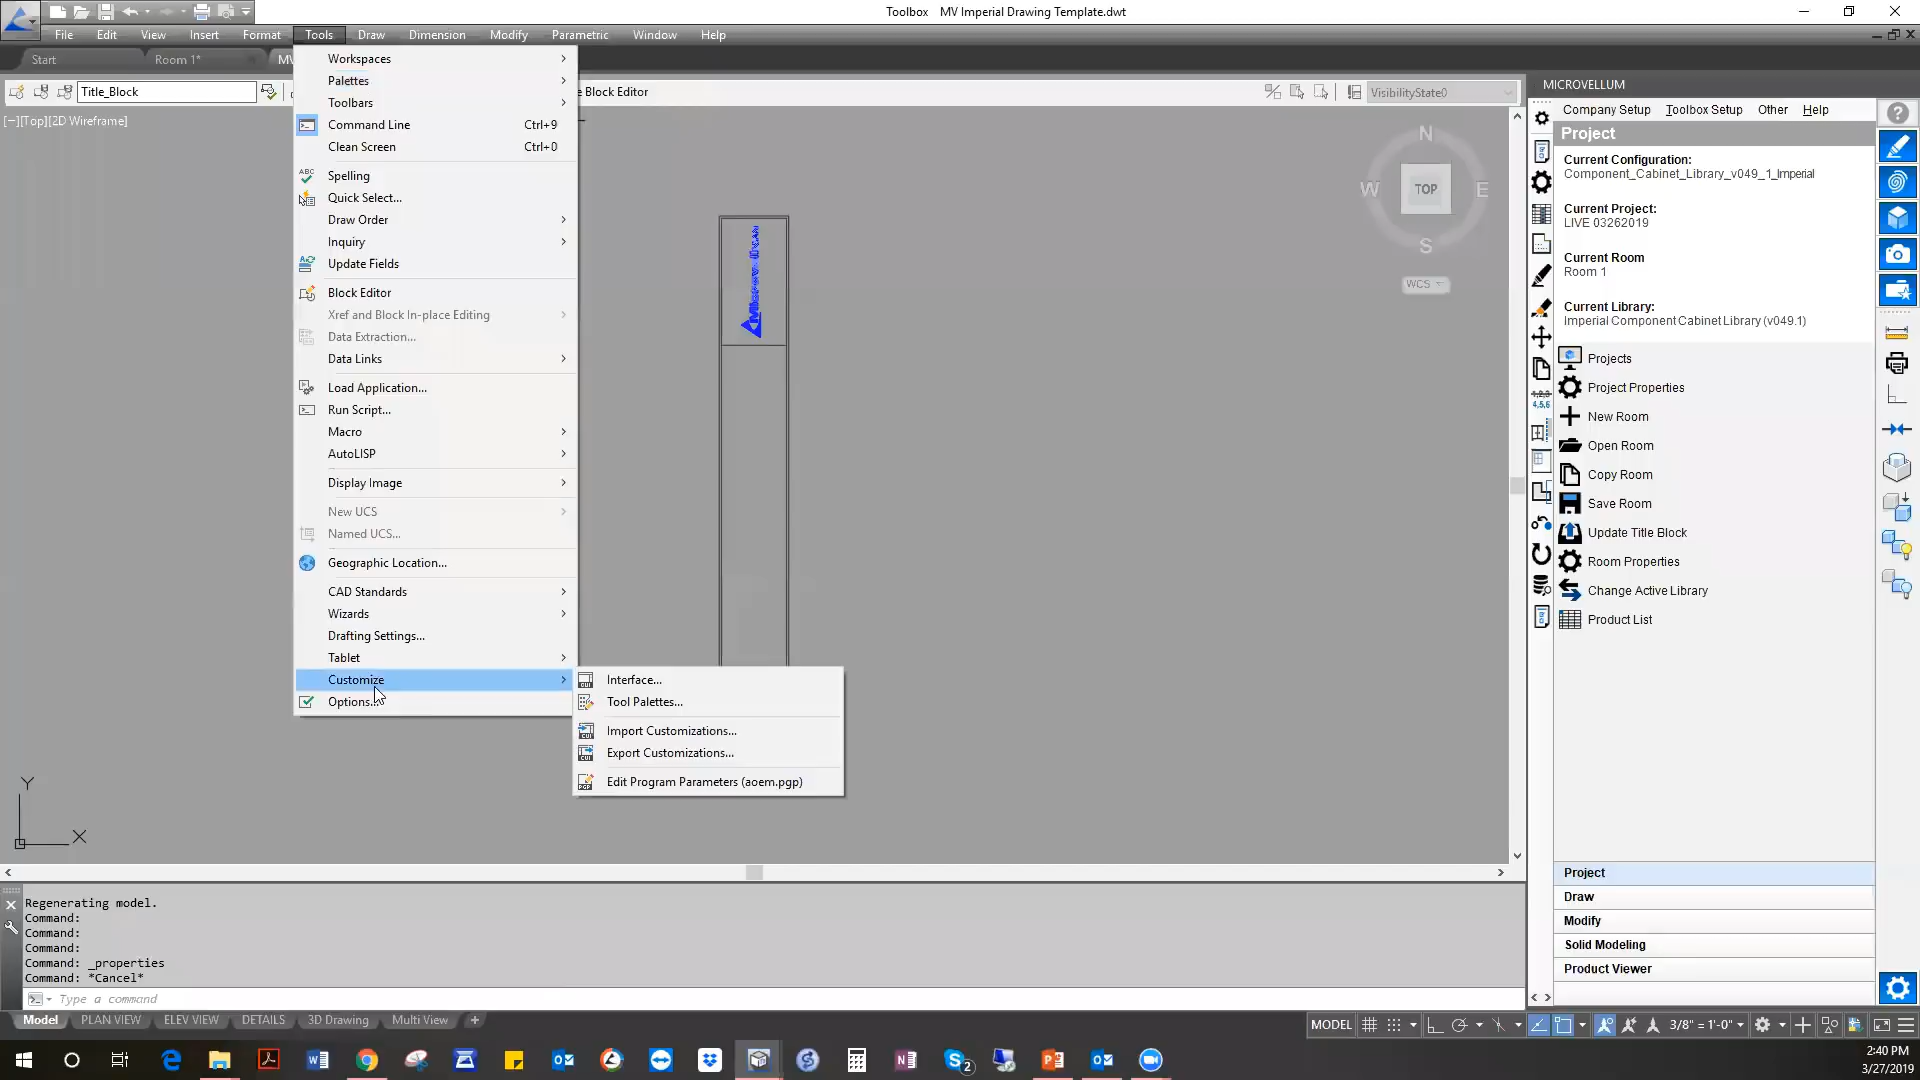 Toolbox MV Imperial Drawing Template.dwt
File Edit View Insert Format Tools Draw Dimension Modify Parametric Window Help
Start Room 1* MV
Title_Block
e Block Editor
VisibilityState0
[−][Top][2D Wireframe]
Workspaces
Palettes
Toolbars
Command Line Ctrl+9
Clean Screen Ctrl+0
ABC Spelling
Quick Select...
Draw Order
Inquiry
Update Fields
Block Editor
Xref and Block In-place Editing
Data Extraction...
Data Links
Load Application...
Run Script...
Macro
AutoLISP
Display Image
New UCS
Named UCS...
Geographic Location...
CAD Standards
Wizards
Drafting Settings...
Tablet
Customize
Options...
Interface...
Tool Palettes...
Import Customizations...
Export Customizations...
Edit Program Parameters (aoem.pgp)
N
W TOP E
S
WCS
Y
X
MICROVELLUM
Company Setup Toolbox Setup Other Help
Project
Current Configuration:
Component_Cabinet_Library_v049_1_Imperial
Current Project:
LIVE 03262019
Current Room
Room 1
Current Library:
Imperial Component Cabinet Library (v049.1)
Projects
Project Properties
New Room
Open Room
Copy Room
Save Room
Update Title Block
Room Properties
Change Active Library
Product List
Project
Draw
Modify
Solid Modeling
Product Viewer
Regenerating model.
Command:
Command:
Command:
Command: _properties
Command: *Cancel*
Type a command
Model PLAN VIEW ELEV VIEW DETAILS 3D Drawing Multi View +
MODEL 3/8" = 1'-0"
2:40 PM
3/27/2019